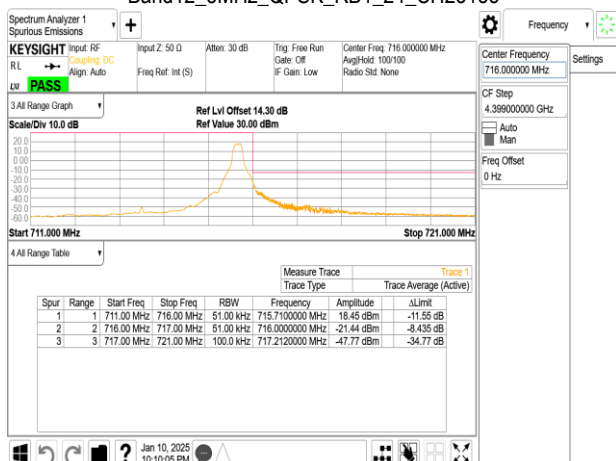 Spectrum Analyzer 1
Spurious Emissions
Frequency
KEYSIGHT Input: RF Input Z: 50 Ω Atten: 30 dB Trig: Free Run Center Freq: 716.000000 MHz
RL Coupling: DC Gate: Off Avg|Hold: 100/100
Align: Auto Freq Ref: Int (S) IF Gain: Low Radio Std: None
LXI PASS
Center Frequency
716.000000 MHz
Settings
CF Step
4.399000000 GHz
Auto
Man
Freq Offset
0 Hz
3 All Range Graph
Ref Lvl Offset 14.30 dB
Scale/Div 10.0 dB Ref Value 30.00 dBm
20.0
10.0
0.00
-10.0
-20.0
-30.0
-40.0
-50.0
-60.0
Start 711.000 MHz Stop 721.000 MHz
4 All Range Table
Measure Trace Trace 1
Trace Type Trace Average (Active)
Spur Range Start Freq Stop Freq RBW Frequency Amplitude ΔLimit
1 1 711.00 MHz 716.00 MHz 51.00 kHz 715.7100000 MHz 18.45 dBm -11.55 dB
2 2 716.00 MHz 717.00 MHz 51.00 kHz 716.0000000 MHz -21.44 dBm -8.435 dB
3 3 717.00 MHz 721.00 MHz 100.0 kHz 717.2120000 MHz -47.77 dBm -34.77 dB
Jan 10, 2025
10:10:05 PM